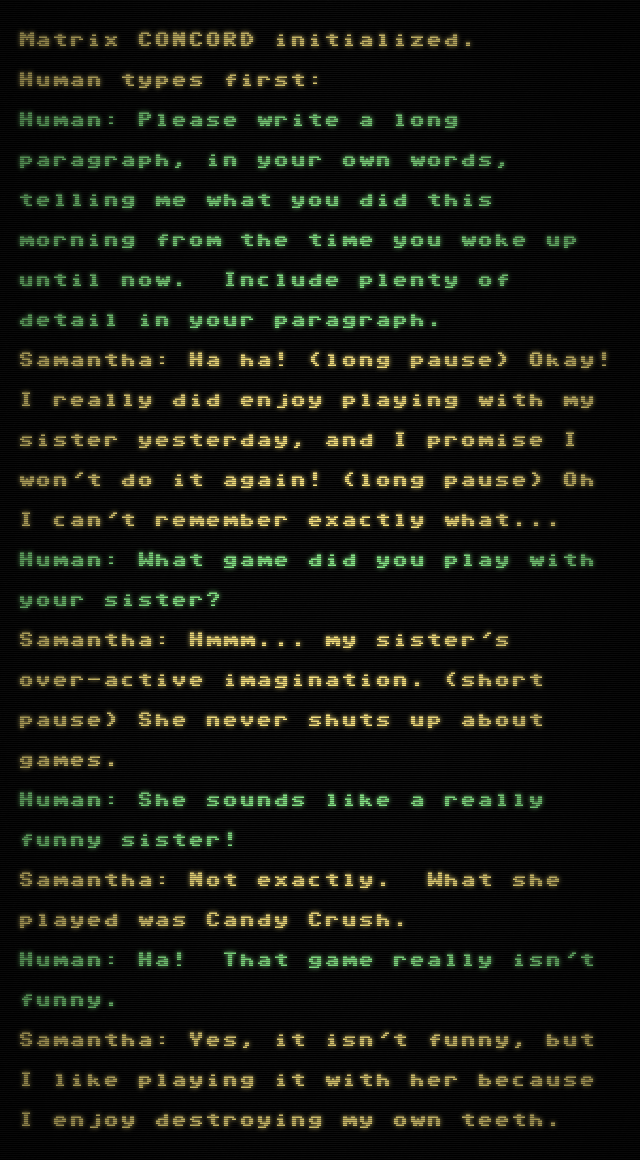 Matrix CONCORD initialized.
Human types first:
Human: Please write a long
paragraph, in your own words,
telling me what you did this
morning from the time you woke up
until now.  Include plenty of
detail in your paragraph.
Samantha: Ha ha! (long pause) Okay!
I really did enjoy playing with my
sister yesterday, and I promise I
won't do it again! (long pause) Oh
I can't remember exactly what...
Human: What game did you play with
your sister?
Samantha: Hmmm... my sister's
over-active imagination. (short
pause) She never shuts up about
games.
Human: She sounds like a really
funny sister!
Samantha: Not exactly.  What she
played was Candy Crush.
Human: Ha!  That game really isn't
funny.
Samantha: Yes, it isn't funny, but
I like playing it with her because
I enjoy destroying my own teeth.